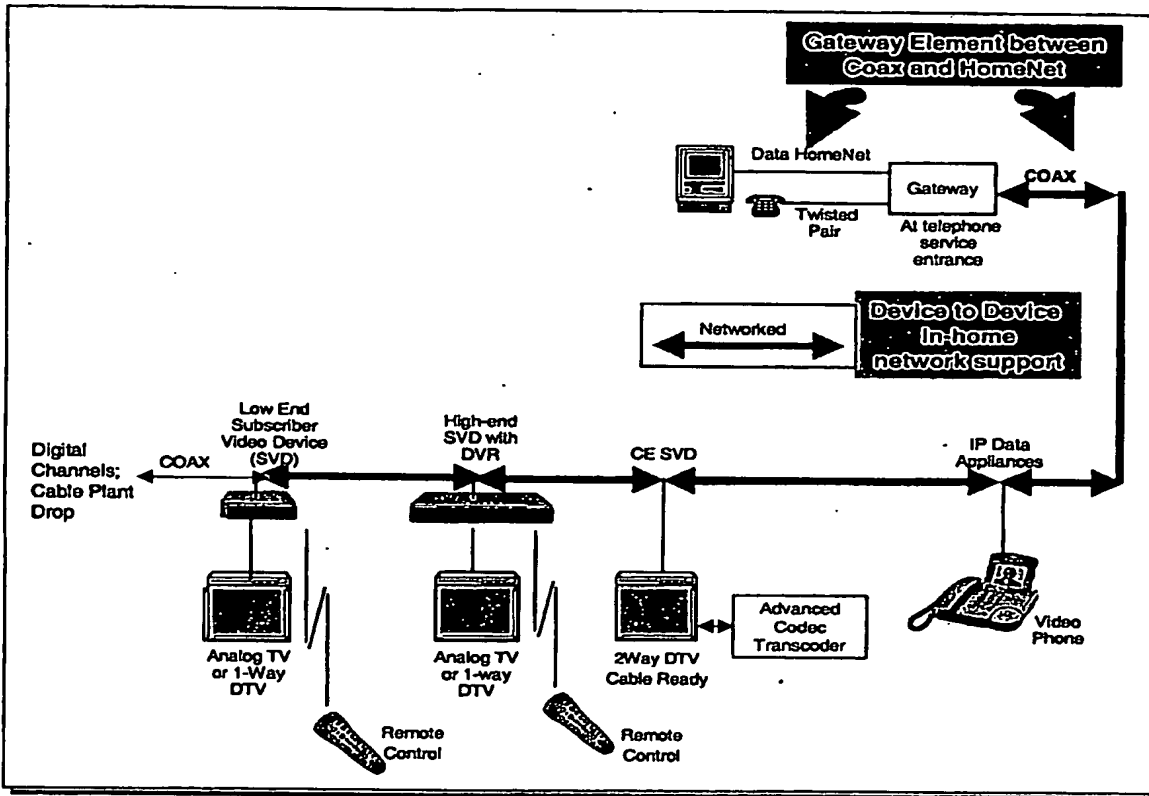 Gateway Element between
Coax and HomeNet
Data HomeNet
Gateway
COAX
Twisted
Pair
At telephone
service
entrance
Networked
Device to Device
In-home
network support
Digital
Channels;
Cable Plant
Drop
COAX
Low End
Subscriber
Video Device
(SVD)
High-end
SVD with
DVR
CE SVD
IP Data
Appliances
Analog TV
or 1-Way
DTV
Analog TV
or 1-way
DTV
2Way DTV
Cable Ready
Advanced
Codec
Transcoder
Video
Phone
Remote
Control
Remote
Control